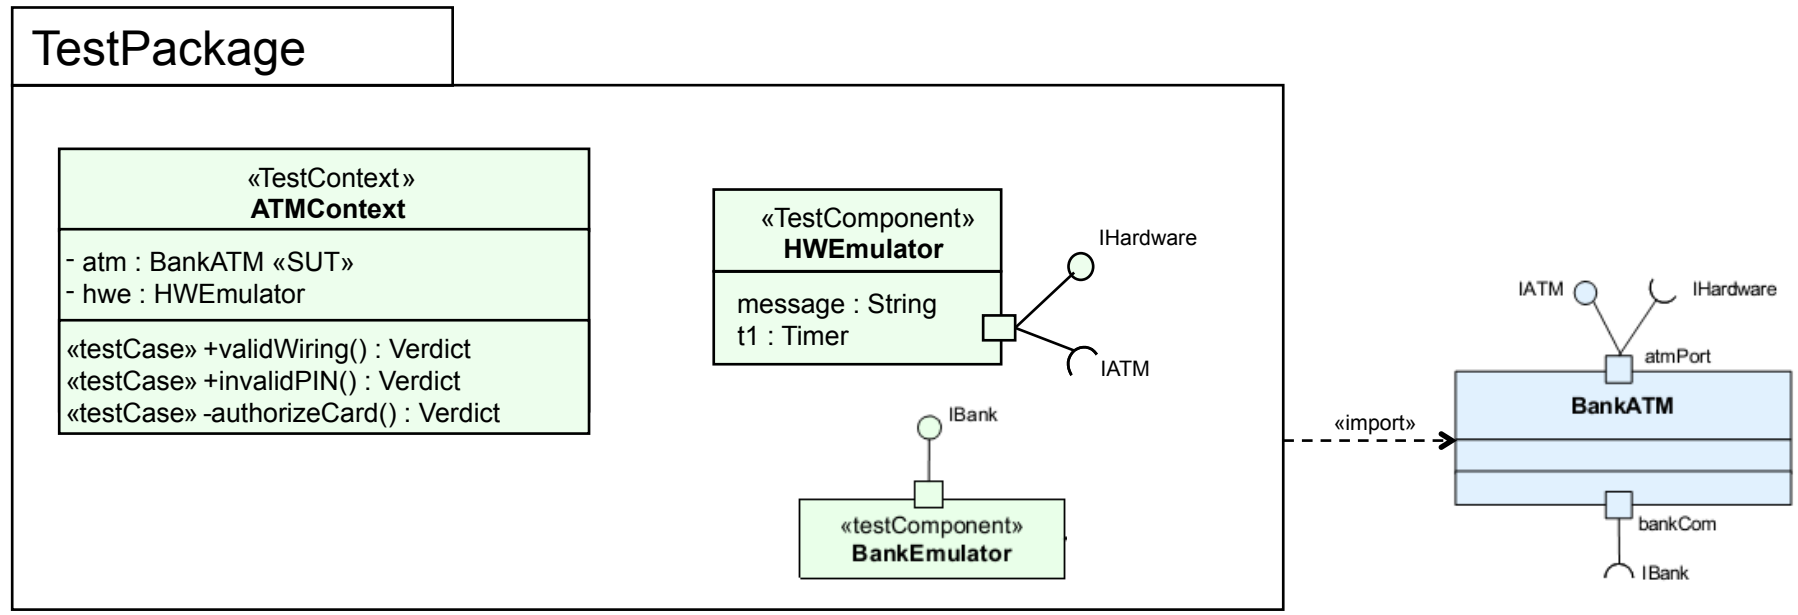 TestPackage
«TestContext»
ATMContext
- atm : BankATM «SUT»
- hwe : HWEmulator
«testCase» +validWiring() : Verdict
«testCase» +invalidPIN() : Verdict
«testCase» -authorizeCard() : Verdict
«TestComponent»
HWEmulator
message : String
t1 : Timer
IHardware
IATM
IBank
«testComponent»
BankEmulator
«import»
IATM
IHardware
atmPort
BankATM
bankCom
IBank